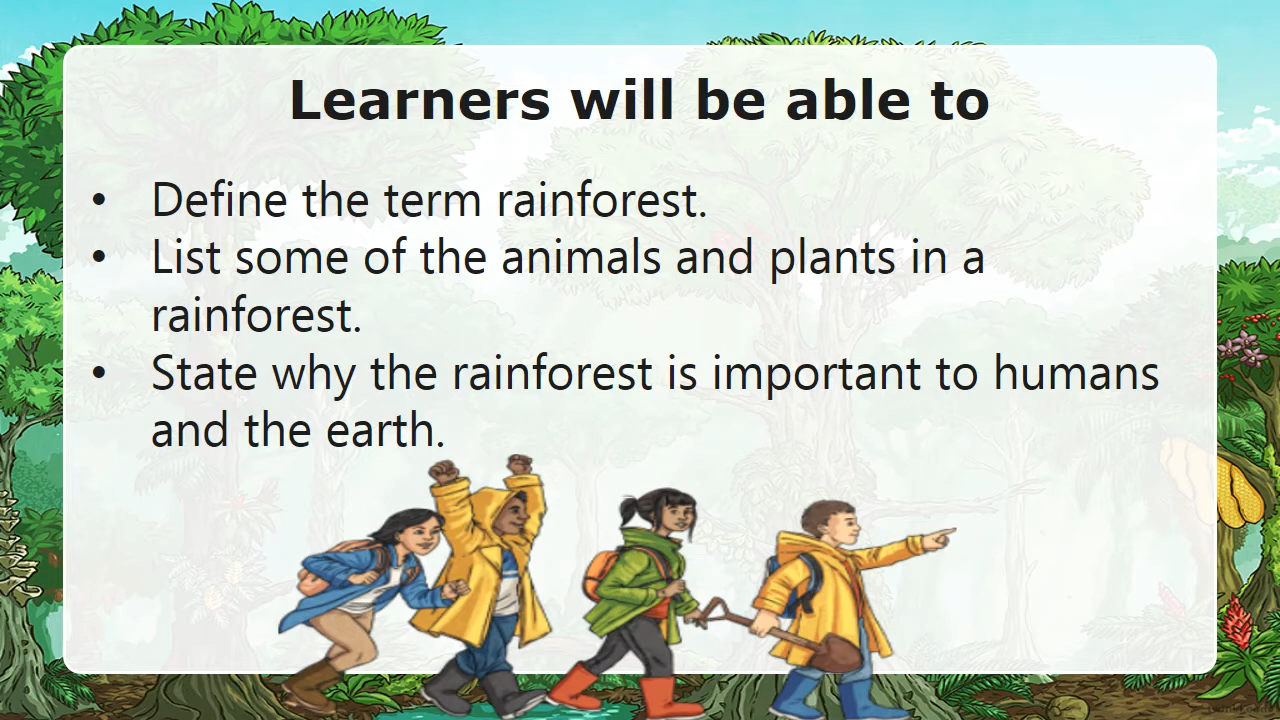 Learners will be able to
• Define the term rainforest.
• List some of the animals and plants in a
rainforest.
• State why the rainforest is important to humans
and the earth.